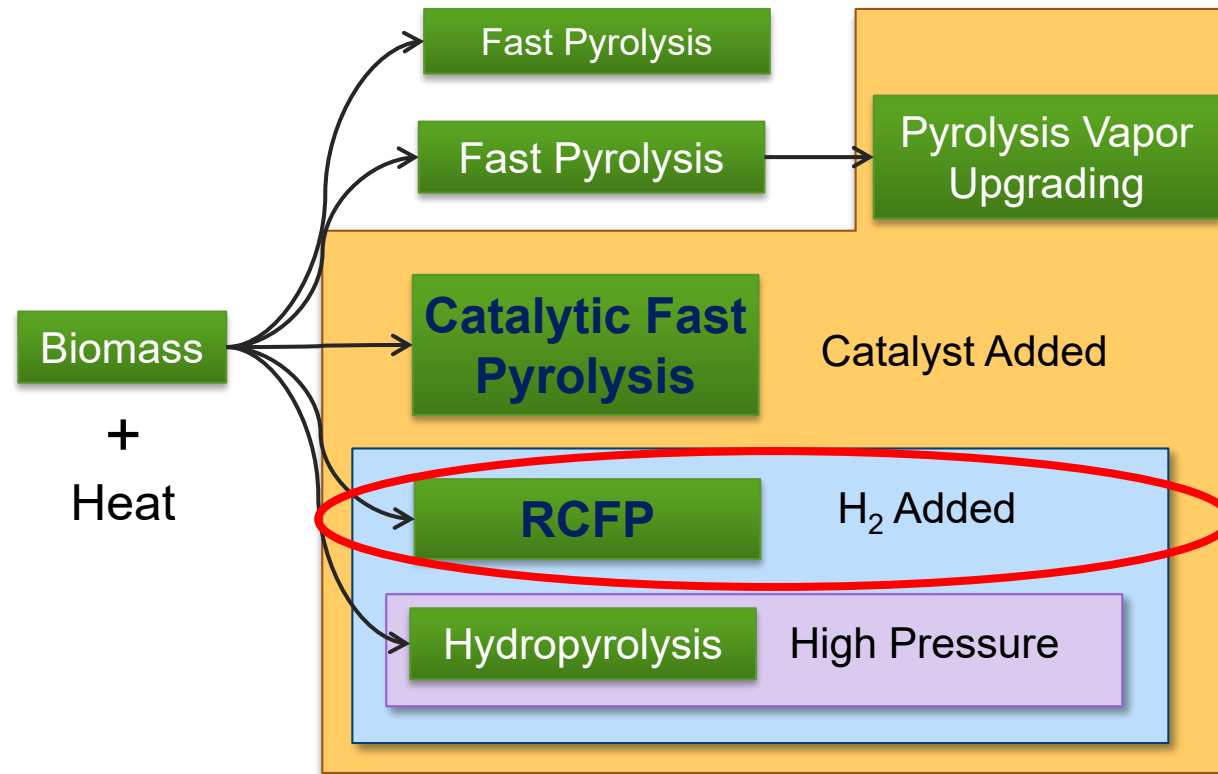 Fast Pyrolysis
Fast Pyrolysis
Pyrolysis Vapor
Upgrading
Catalytic Fast
Pyrolysis
Catalyst Added
Biomass
+
Heat
RCFP
H₂ Added
Hydropyrolysis
High Pressure